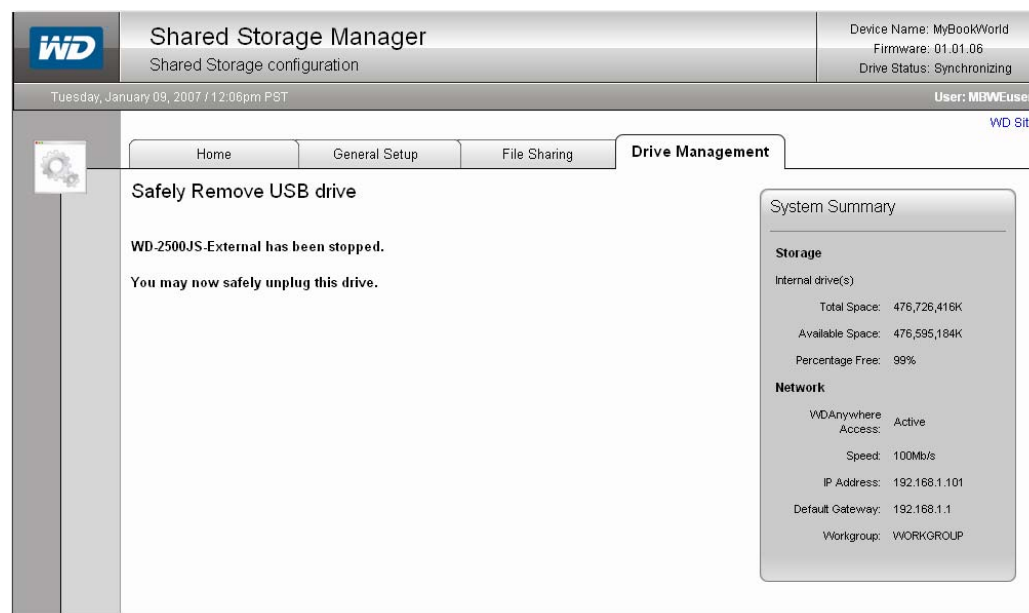 WD
Shared Storage Manager
Shared Storage configuration
Device Name: MyBookWorld
Firmware: 01.01.06
Drive Status: Synchronizing
Tuesday, January 09, 2007 / 12:06pm PST
User: MBWEuse
WD Sit
Home
General Setup
File Sharing
Drive Management
Safely Remove USB drive
WD-2500JS-External has been stopped.
You may now safely unplug this drive.
System Summary
Storage
Internal drive(s)
Total Space: 476,726,416K
Available Space: 476,595,184K
Percentage Free: 99%
Network
WDAnywhere
Access: Active
Speed: 100Mb/s
IP Address: 192.168.1.101
Default Gateway: 192.168.1.1
Workgroup: WORKGROUP